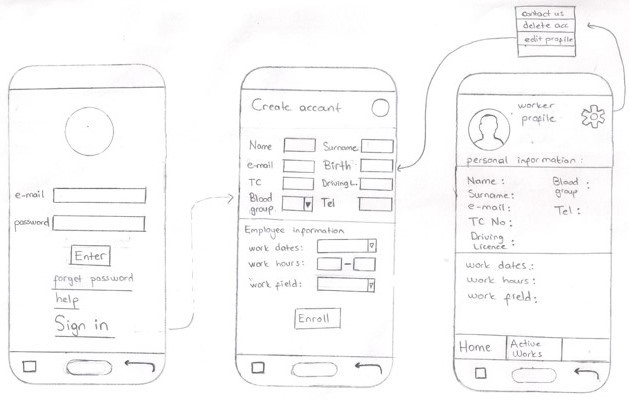 contact us
delete acc
edit profile
e-mail
password
Enter
forget password
help
Sign in
Create account
Name
Surname
e-mail
Birth
TC
Driving L.
Blood group
Tel
Employee Information
work dates:
work hours: -
work field:
Enroll
worker
profile
personal information :
Name :
Blood group :
Surname:
e-mail:
Tel :
TC No :
Driving
Licence :
work dates :
work hours :
work field :
Home
Active
Works